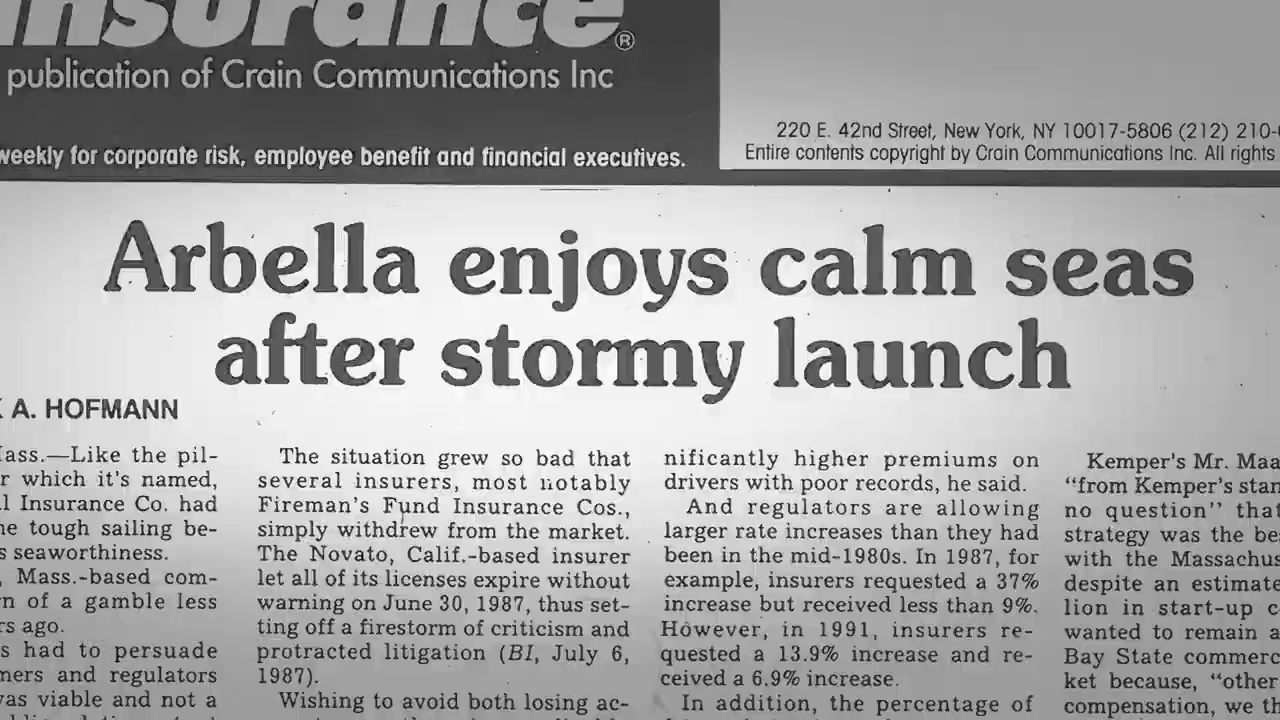 insurance®
publication of Crain Communications Inc
weekly for corporate risk, employee benefit and financial executives.
220 E. 42nd Street, New York, NY 10017-5806 (212) 210-
Entire contents copyright by Crain Communications Inc. All rights
Arbella enjoys calm seas
after stormy launch
A. HOFMANN
Mass.—Like the pil-
r which it's named,
l Insurance Co. had
me tough sailing be-
s seaworthiness.
, Mass.-based com-
rn of a gamble less
rs ago.
s had to persuade
mers and regulators
was viable and not a
The situation grew so bad that
several insurers, most notably
Fireman's Fund Insurance Cos.,
simply withdrew from the market.
The Novato, Calif.-based insurer
let all of its licenses expire without
warning on June 30, 1987, thus set-
ting off a firestorm of criticism and
protracted litigation (BI, July 6,
1987).
Wishing to avoid both losing ac-
nificantly higher premiums on
drivers with poor records, he said.
And regulators are allowing
larger rate increases than they had
been in the mid-1980s. In 1987, for
example, insurers requested a 37%
increase but received less than 9%.
However, in 1991, insurers re-
quested a 13.9% increase and re-
ceived a 6.9% increase.
In addition, the percentage of
Kemper's Mr. Maa
"from Kemper's stan
no question" that
strategy was the be
with the Massachus
despite an estimate
lion in start-up c
wanted to remain a
Bay State commerc
ket because, "other
compensation, we th